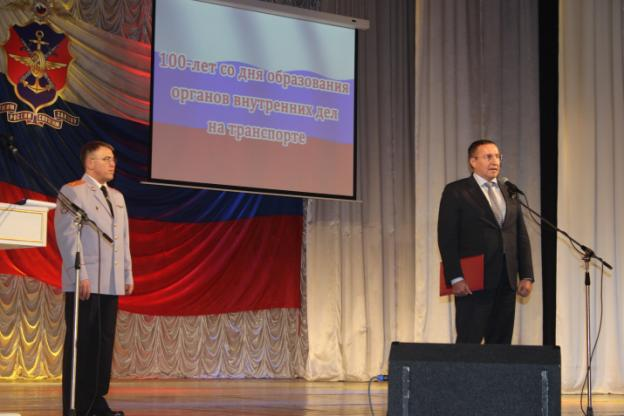 100-лет со дня образования
органов внутренних дел
на транспорте